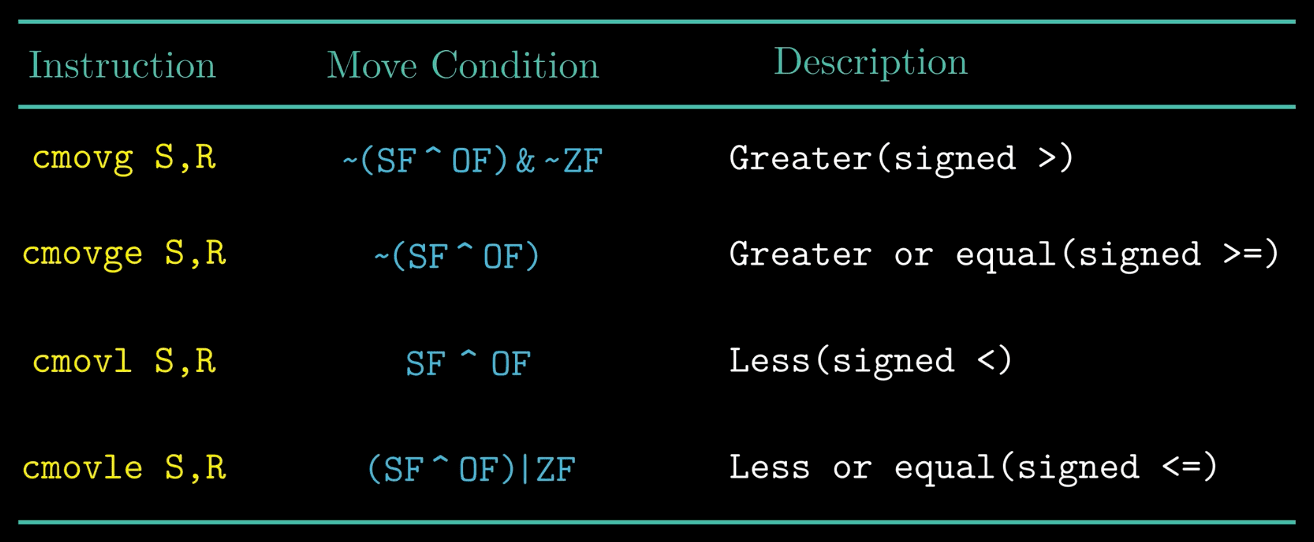 Instruction Move Condition Description
cmovg S,R ~(SF ^ OF) & ~ZF Greater(signed >)
cmovge S,R ~(SF ^ OF) Greater or equal(signed >=)
cmovl S,R SF ^ OF Less(signed <)
cmovle S,R (SF ^ OF)|ZF Less or equal(signed <=)